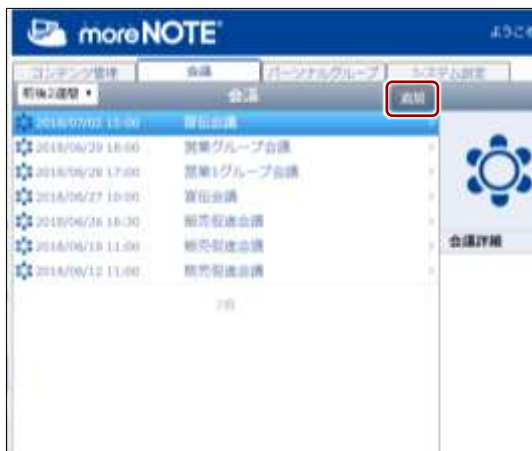 moreNOTE
ようこそ
コンテンツ管理 会議 パーソナルグループ システム設定
前後2週間 会議 追加
2018/07/02 15:00 宣伝会議
2018/06/29 18:00 営業グループ会議
2018/06/28 17:00 営業1グループ会議
2018/06/27 10:00 宣伝会議
2018/06/26 16:30 販売促進会議
2018/06/18 11:00 販売促進会議
2018/06/12 11:00 販売促進会議
会議詳細
7件